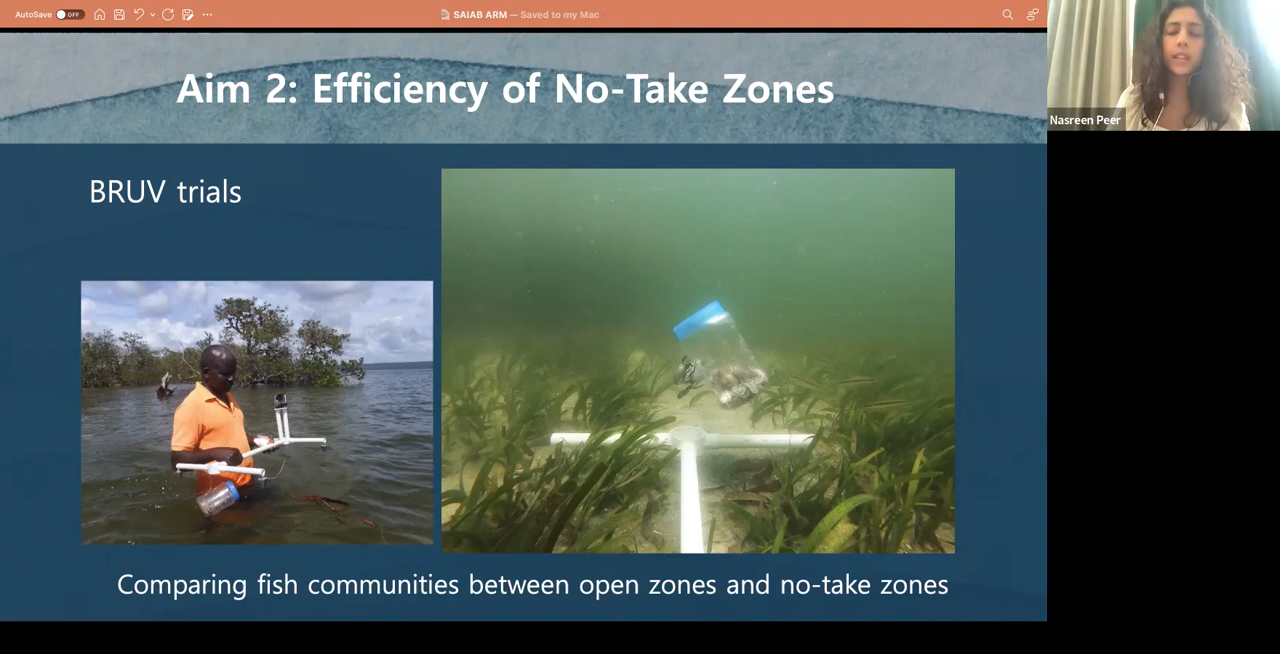 AutoSave OFF
SAIAB ARM — Saved to my Mac
Nasreen Peer
Aim 2: Efficiency of No-Take Zones
BRUV trials
Comparing fish communities between open zones and no-take zones